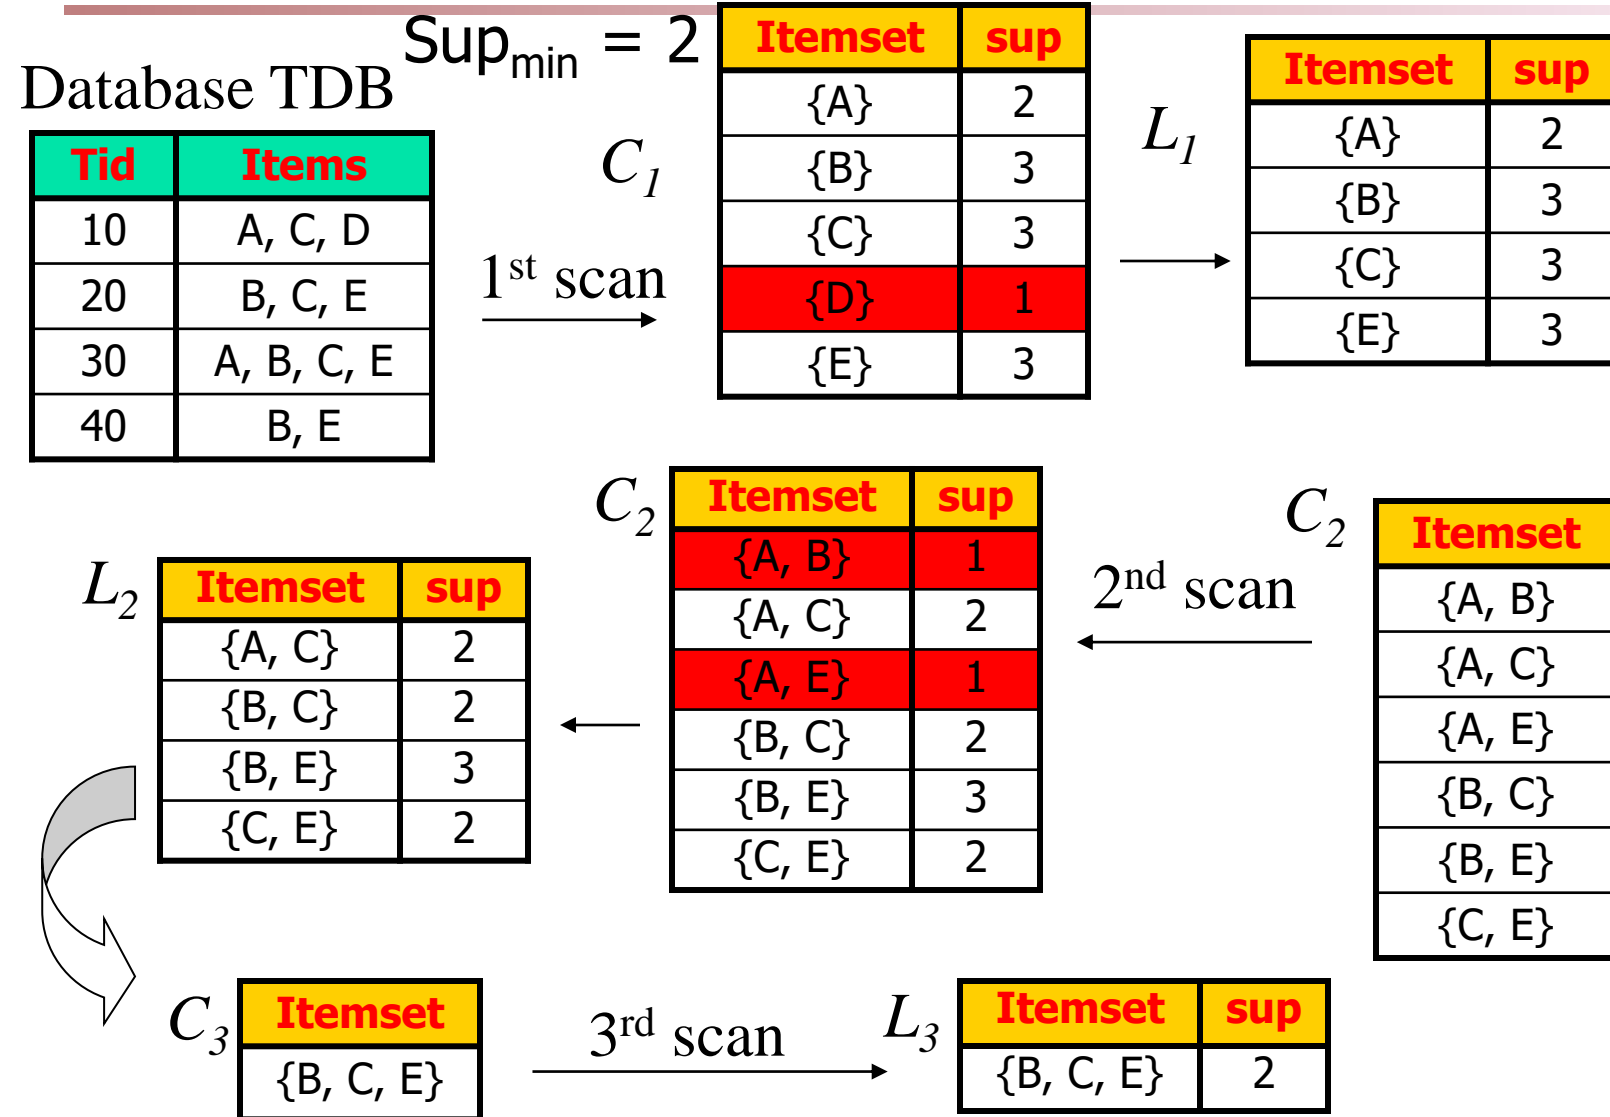 Sup_min = 2
Database TDB
Tid Items
10 A, C, D
20 B, C, E
30 A, B, C, E
40 B, E
1st scan
C1
Itemset sup
{A} 2
{B} 3
{C} 3
{D} 1
{E} 3
L1
Itemset sup
{A} 2
{B} 3
{C} 3
{E} 3
C2
Itemset
{A, B}
{A, C}
{A, E}
{B, C}
{B, E}
{C, E}
2nd scan
C2
Itemset sup
{A, B} 1
{A, C} 2
{A, E} 1
{B, C} 2
{B, E} 3
{C, E} 2
L2
Itemset sup
{A, C} 2
{B, C} 2
{B, E} 3
{C, E} 2
C3
Itemset
{B, C, E}
3rd scan
L3
Itemset sup
{B, C, E} 2